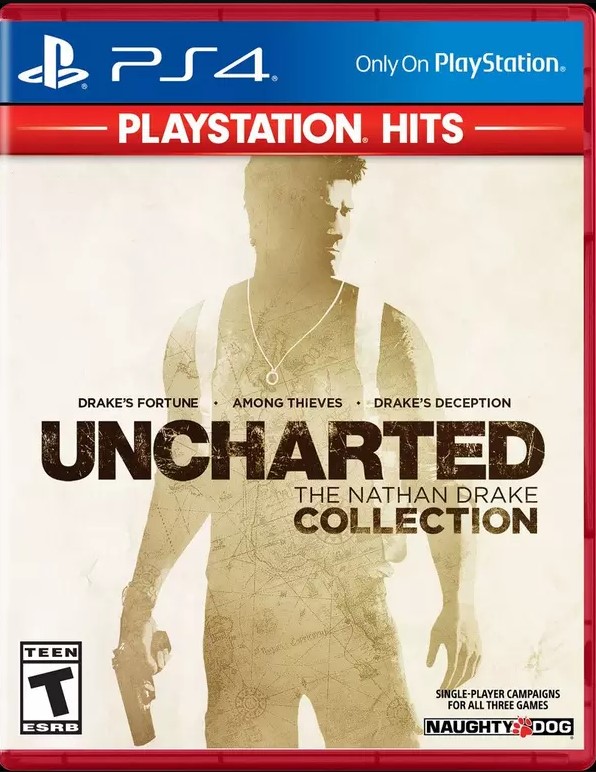 PS4
Only On PlayStation®
PLAYSTATION® HITS
DRAKE'S FORTUNE • AMONG THIEVES • DRAKE'S DECEPTION
UNCHARTED
THE NATHAN DRAKE
COLLECTION
TEEN
T
ESRB
SINGLE-PLAYER CAMPAIGNS
FOR ALL THREE GAMES
NAUGHTY DOG